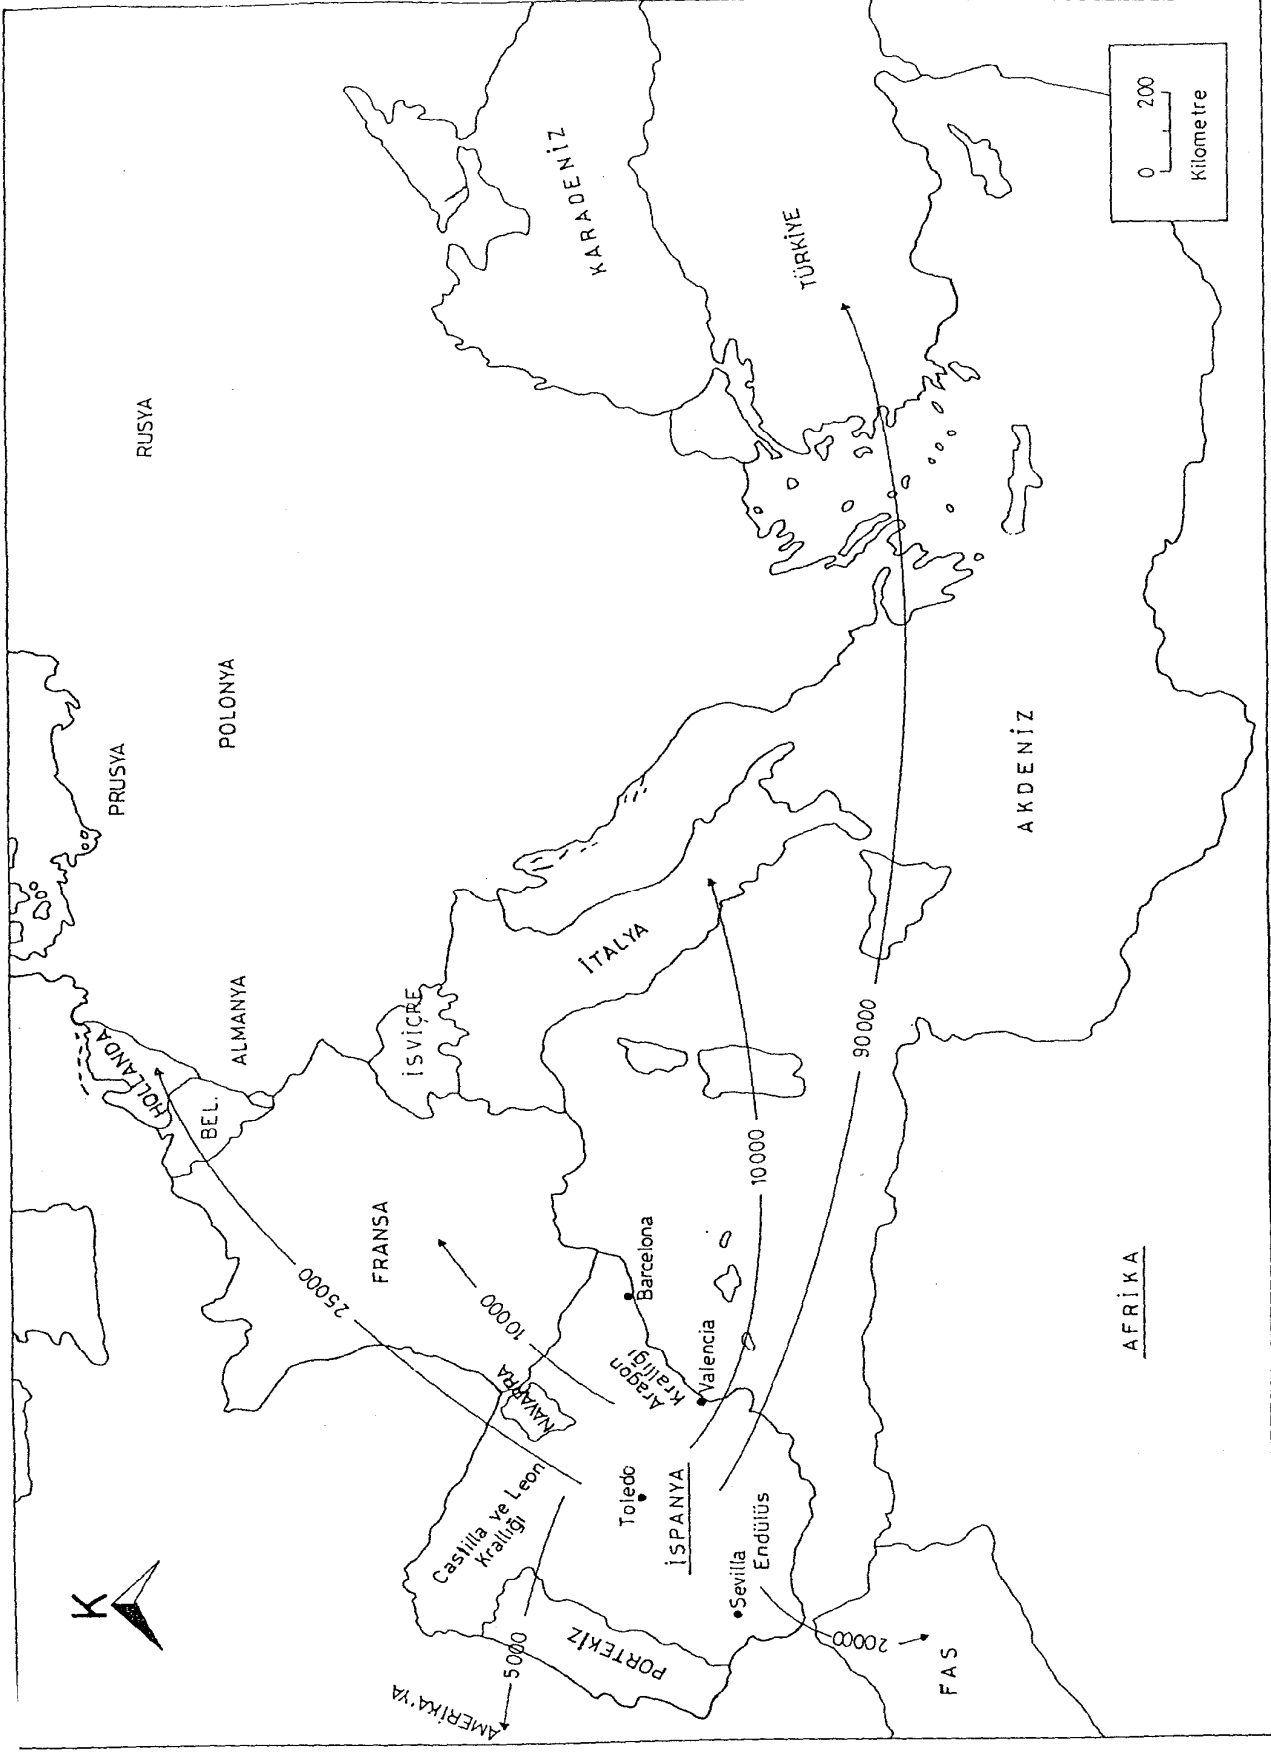 K
AMERİKA'YA
5000
PORTEKİZ
Castilla ve Leon
Krallığı
NAVARRA
Aragon
Krallığı
Toledo
İSPANYA
Sevilla
Endülüs
Valencia
Barcelona
20000
FAS
25000
10000
FRANSA
10000
90000
HOLLANDA
BEL.
ALMANYA
İSVİÇRE
İTALYA
PRUSYA
POLONYA
RUSYA
KARADENİZ
TÜRKİYE
AKDENİZ
AFRİKA
0 200
Kilometre